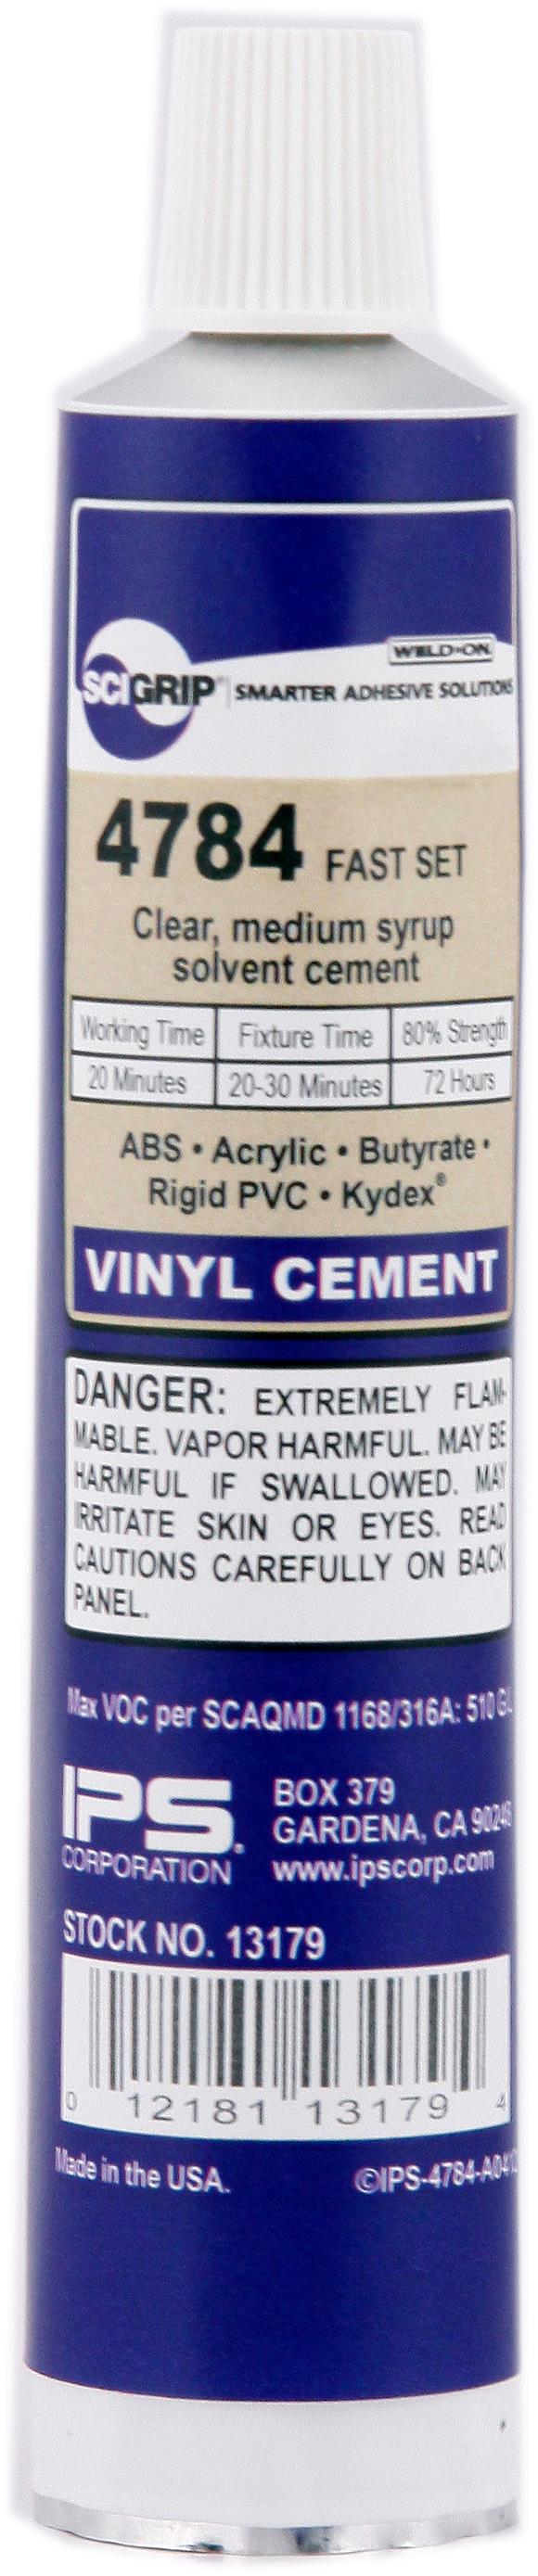 WELD-ON
SCIGRIP® SMARTER ADHESIVE SOLUTIONS
4784 FAST SET
Clear, medium syrup
solvent cement
Working Time Fixture Time 80% Strength
20 Minutes 20-30 Minutes 72 Hours
ABS • Acrylic • Butyrate •
Rigid PVC • Kydex®
VINYL CEMENT
DANGER: EXTREMELY FLAM-
MABLE. VAPOR HARMFUL. MAY BE
HARMFUL IF SWALLOWED. MAY
IRRITATE SKIN OR EYES. READ
CAUTIONS CAREFULLY ON BACK
PANEL.
Max VOC per SCAQMD 1168/316A: 510
IPS® CORPORATION
BOX 379
GARDENA, CA
www.ipscorp.com
STOCK NO. 13179
0 12181 13179 4
Made in the USA.